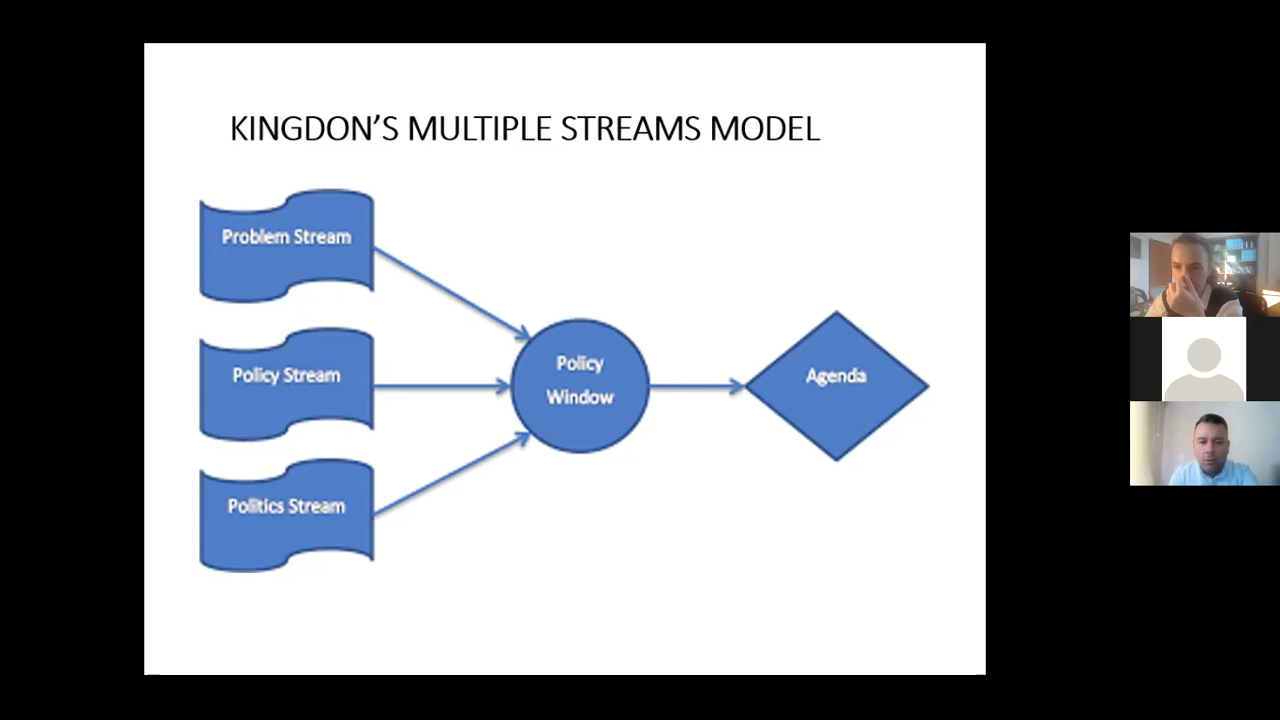 KINGDON’S MULTIPLE STREAMS MODEL
Problem Stream
Policy Stream
Politics Stream
Policy
Window
Agenda